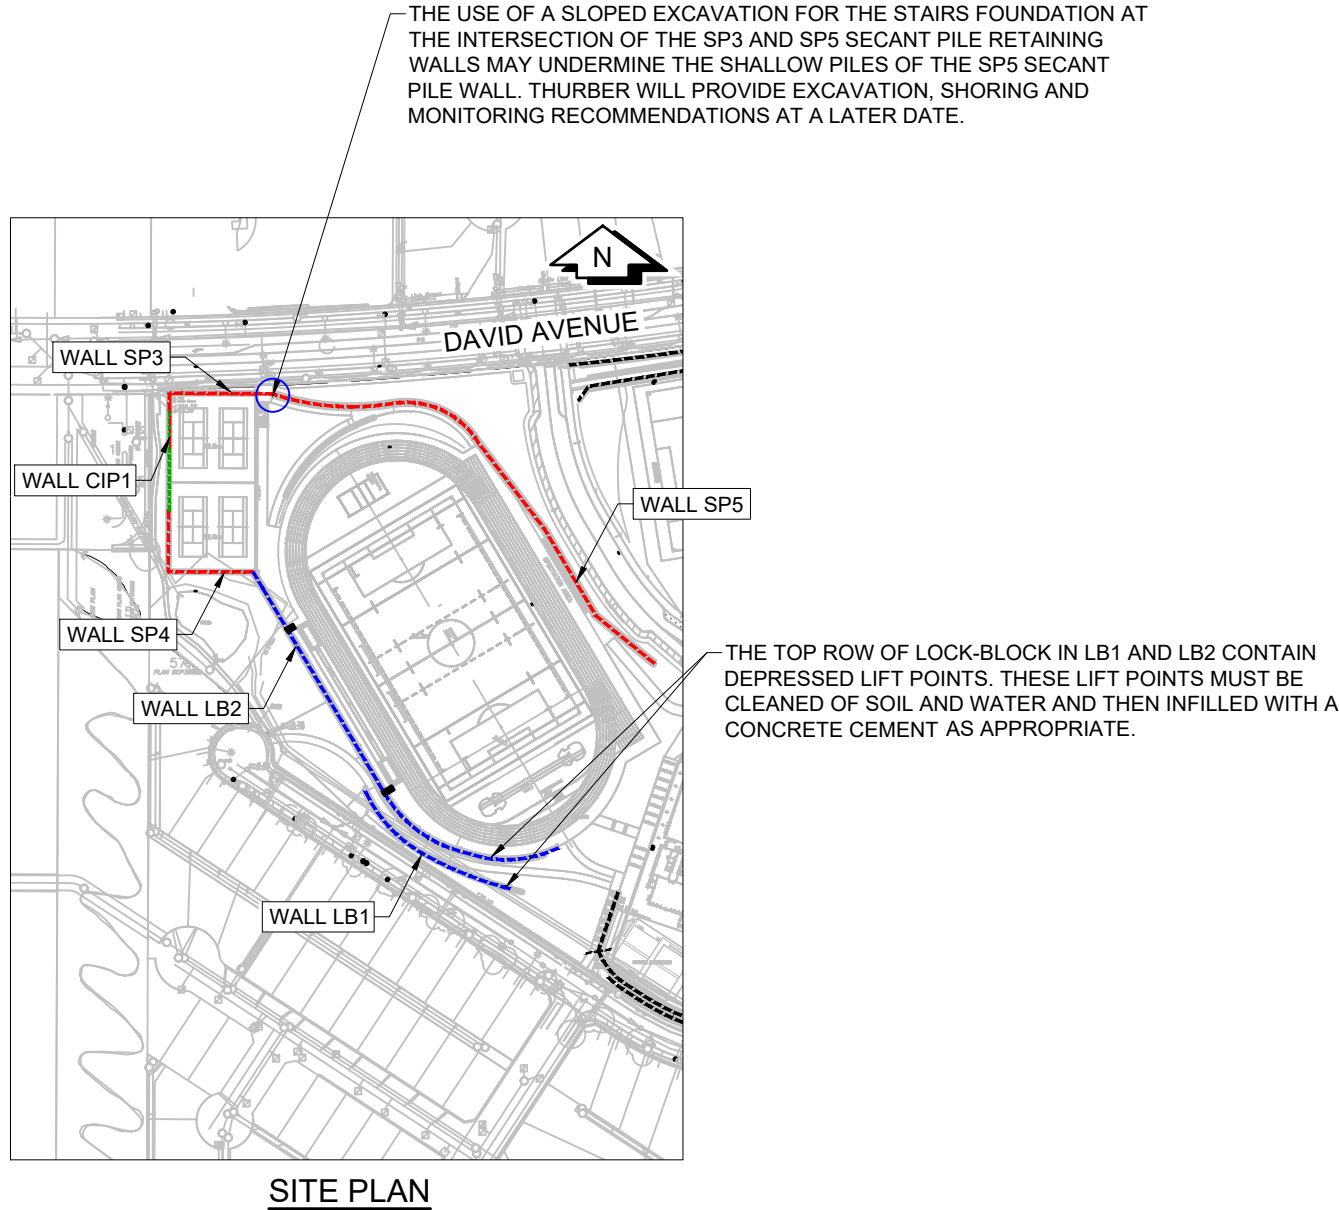 THE USE OF A SLOPED EXCAVATION FOR THE STAIRS FOUNDATION AT
THE INTERSECTION OF THE SP3 AND SP5 SECANT PILE RETAINING
WALLS MAY UNDERMINE THE SHALLOW PILES OF THE SP5 SECANT
PILE WALL. THURBER WILL PROVIDE EXCAVATION, SHORING AND
MONITORING RECOMMENDATIONS AT A LATER DATE.
N
DAVID AVENUE
WALL SP3
WALL CIP1
WALL SP5
WALL SP4
WALL LB2
THE TOP ROW OF LOCK-BLOCK IN LB1 AND LB2 CONTAIN
DEPRESSED LIFT POINTS. THESE LIFT POINTS MUST BE
CLEANED OF SOIL AND WATER AND THEN INFILLED WITH A
CONCRETE CEMENT AS APPROPRIATE.
WALL LB1
SITE PLAN